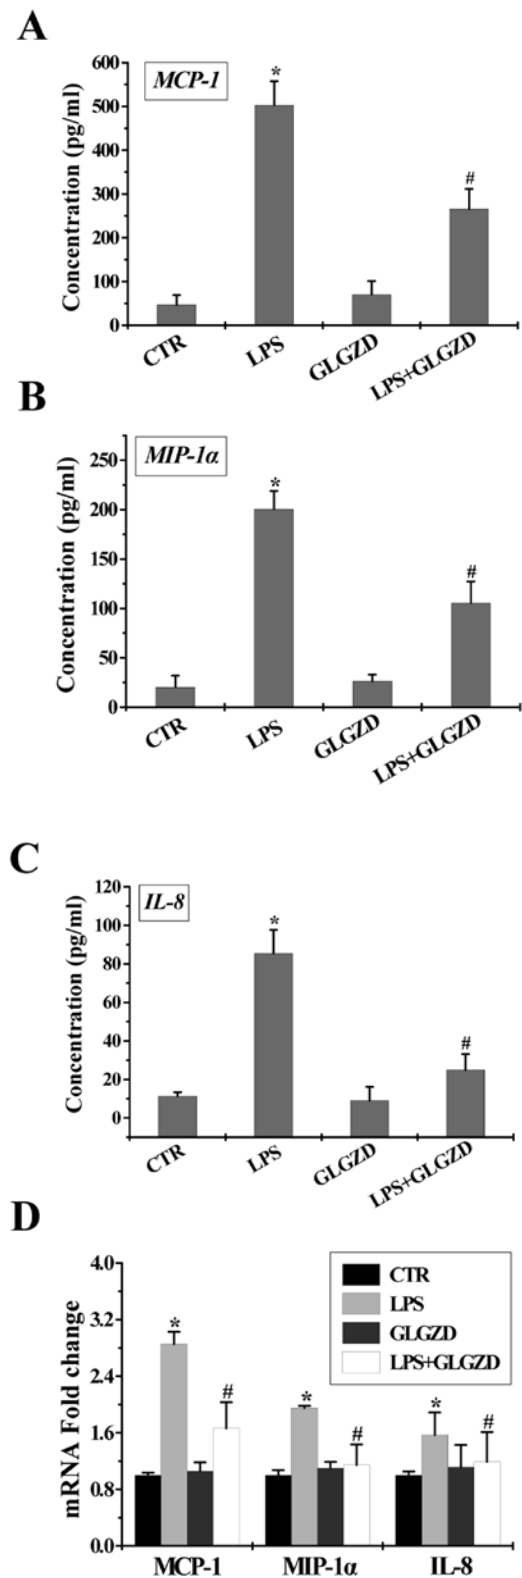 A
MCP-1
Concentration (pg/ml)
600
500
400
300
200
100
0
*
#
CTR
LPS
GLGZD
LPS+GLGZD
B
MIP-1α
Concentration (pg/ml)
250
200
150
100
50
0
*
#
CTR
LPS
GLGZD
LPS+GLGZD
C
IL-8
Concentration (pg/ml)
120
100
80
60
40
20
0
*
#
CTR
LPS
GLGZD
LPS+GLGZD
D
mRNA Fold change
4.0
3.2
2.4
1.6
0.8
0.0
CTR
LPS
GLGZD
LPS+GLGZD
*
#
*
#
*
#
MCP-1
MIP-1α
IL-8